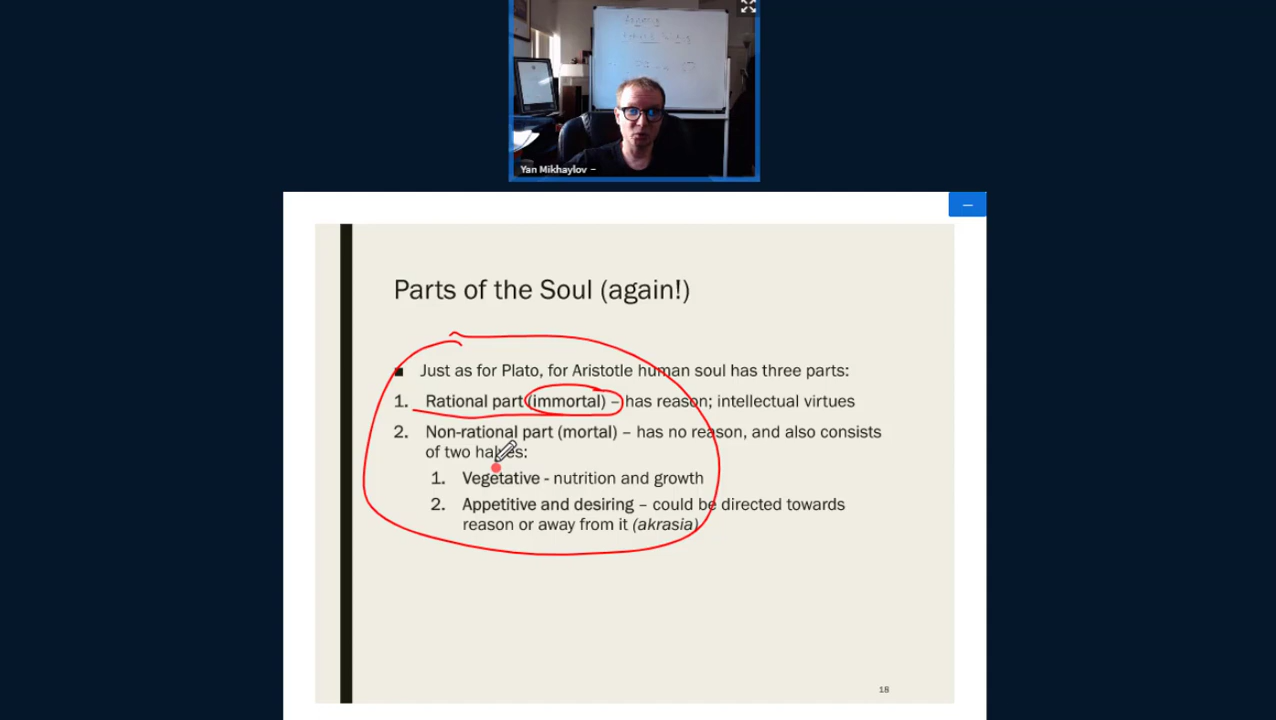 Yan Mikhaylov –
Parts of the Soul (again!)
■ Just as for Plato, for Aristotle human soul has three parts:
1. Rational part (immortal) – has reason; intellectual virtues
2. Non-rational part (mortal) – has no reason, and also consists
of two halves:
1. Vegetative - nutrition and growth
2. Appetitive and desiring – could be directed towards
reason or away from it (akrasia)
18